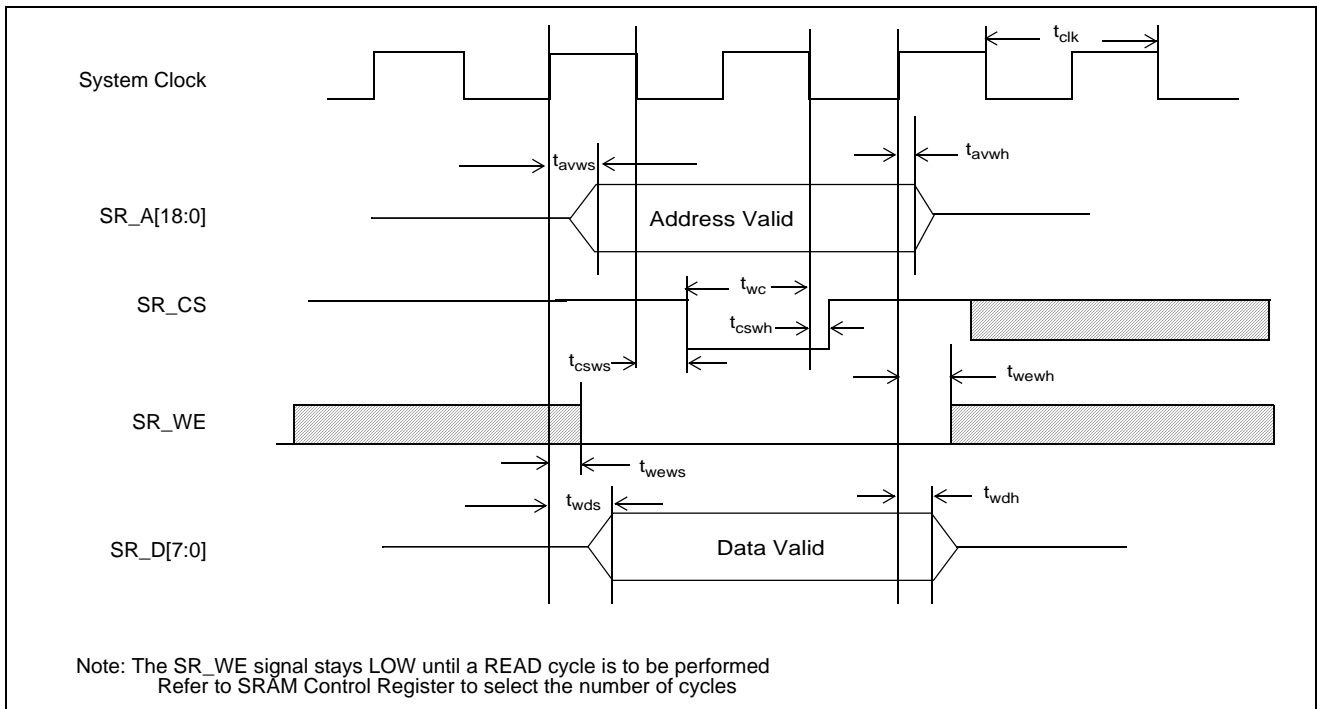 t_clk
System Clock
t_avws
t_avwh
SR_A[18:0]
Address Valid
t_wc
SR_CS
t_cswh
t_csws
t_wewh
SR_WE
t_wews
t_wds
t_wdh
SR_D[7:0]
Data Valid
Note: The SR_WE signal stays LOW until a READ cycle is to be performed
Refer to SRAM Control Register to select the number of cycles